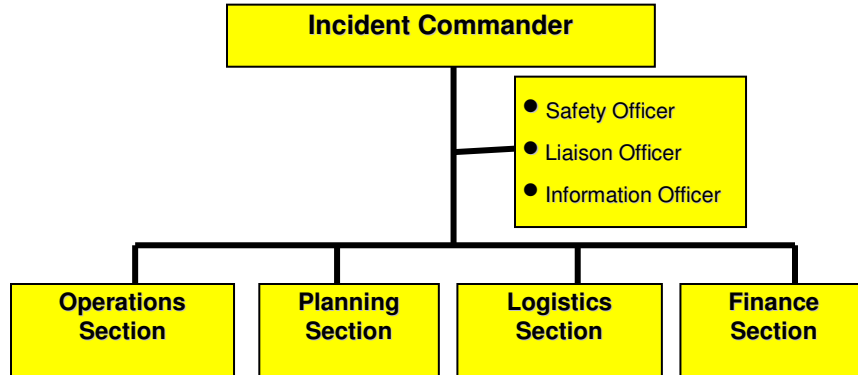 Incident Commander
• Safety Officer
• Liaison Officer
• Information Officer
Operations
Section
Planning
Section
Logistics
Section
Finance
Section